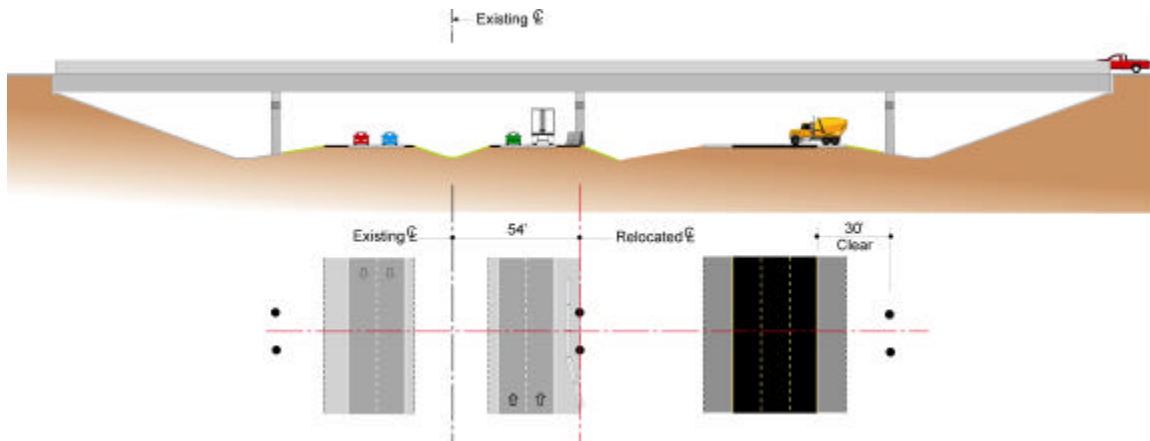 Existing ℄
Existing ℄
54'
Relocated ℄
30'
Clear